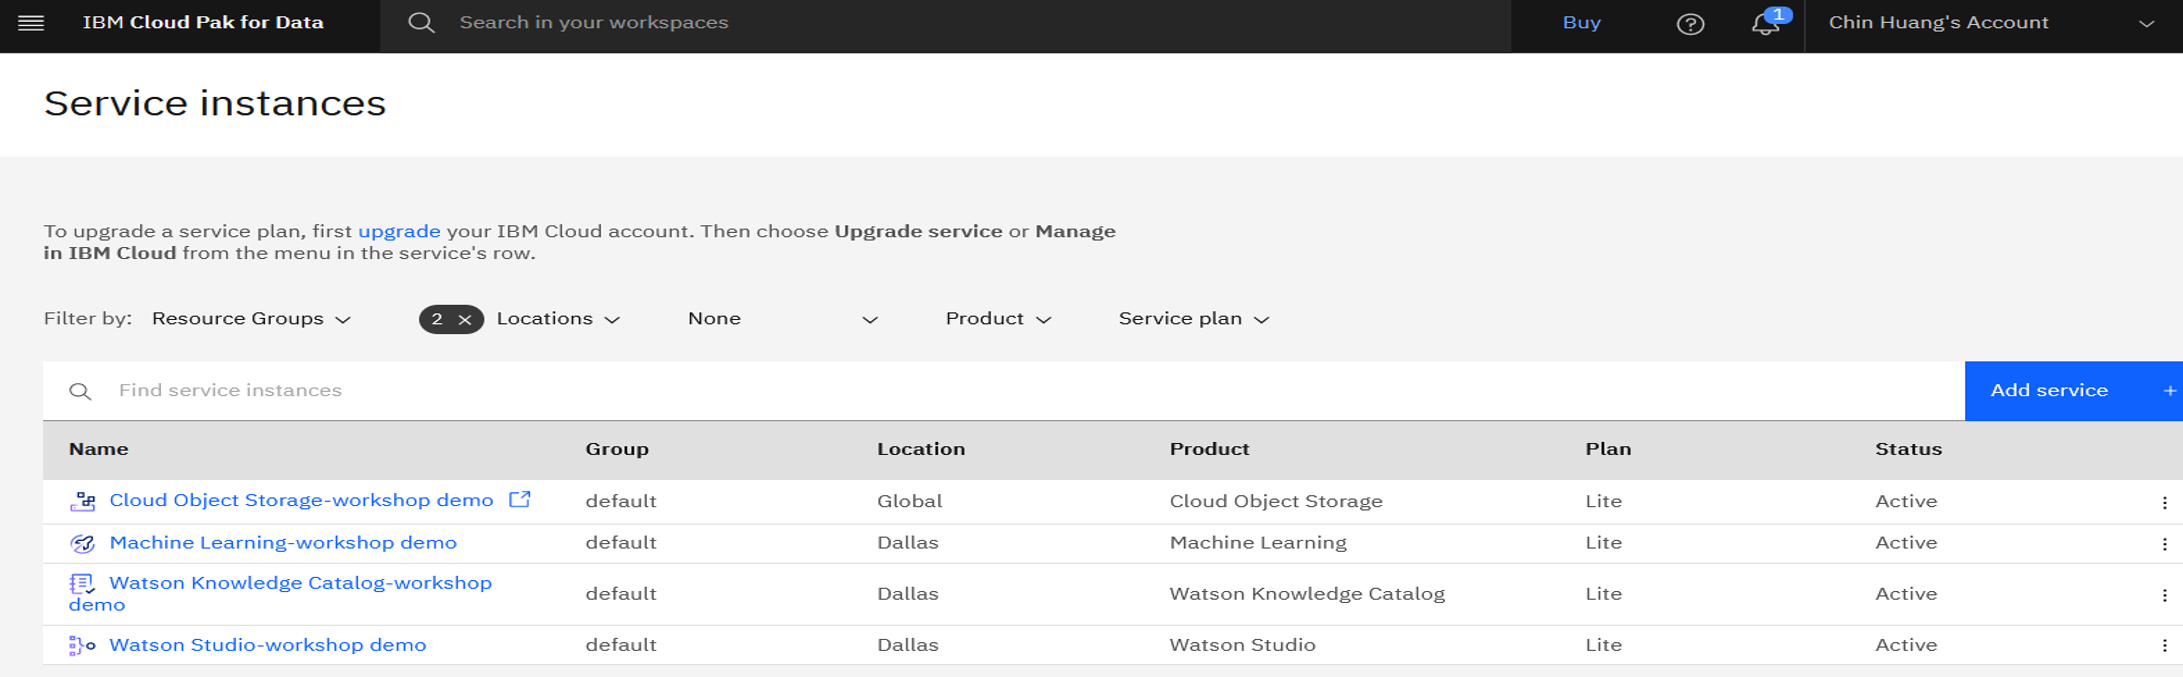 IBM Cloud Pak for Data Search in your workspaces Buy 1 Chin Huang's Account
Service instances
To upgrade a service plan, first upgrade your IBM Cloud account. Then choose Upgrade service or Manage
in IBM Cloud from the menu in the service's row.
Filter by: Resource Groups 2 Locations None Product Service plan
Find service instances Add service +
Name Group Location Product Plan Status
Cloud Object Storage-workshop demo default Global Cloud Object Storage Lite Active
Machine Learning-workshop demo default Dallas Machine Learning Lite Active
Watson Knowledge Catalog-workshop
demo default Dallas Watson Knowledge Catalog Lite Active
Watson Studio-workshop demo default Dallas Watson Studio Lite Active